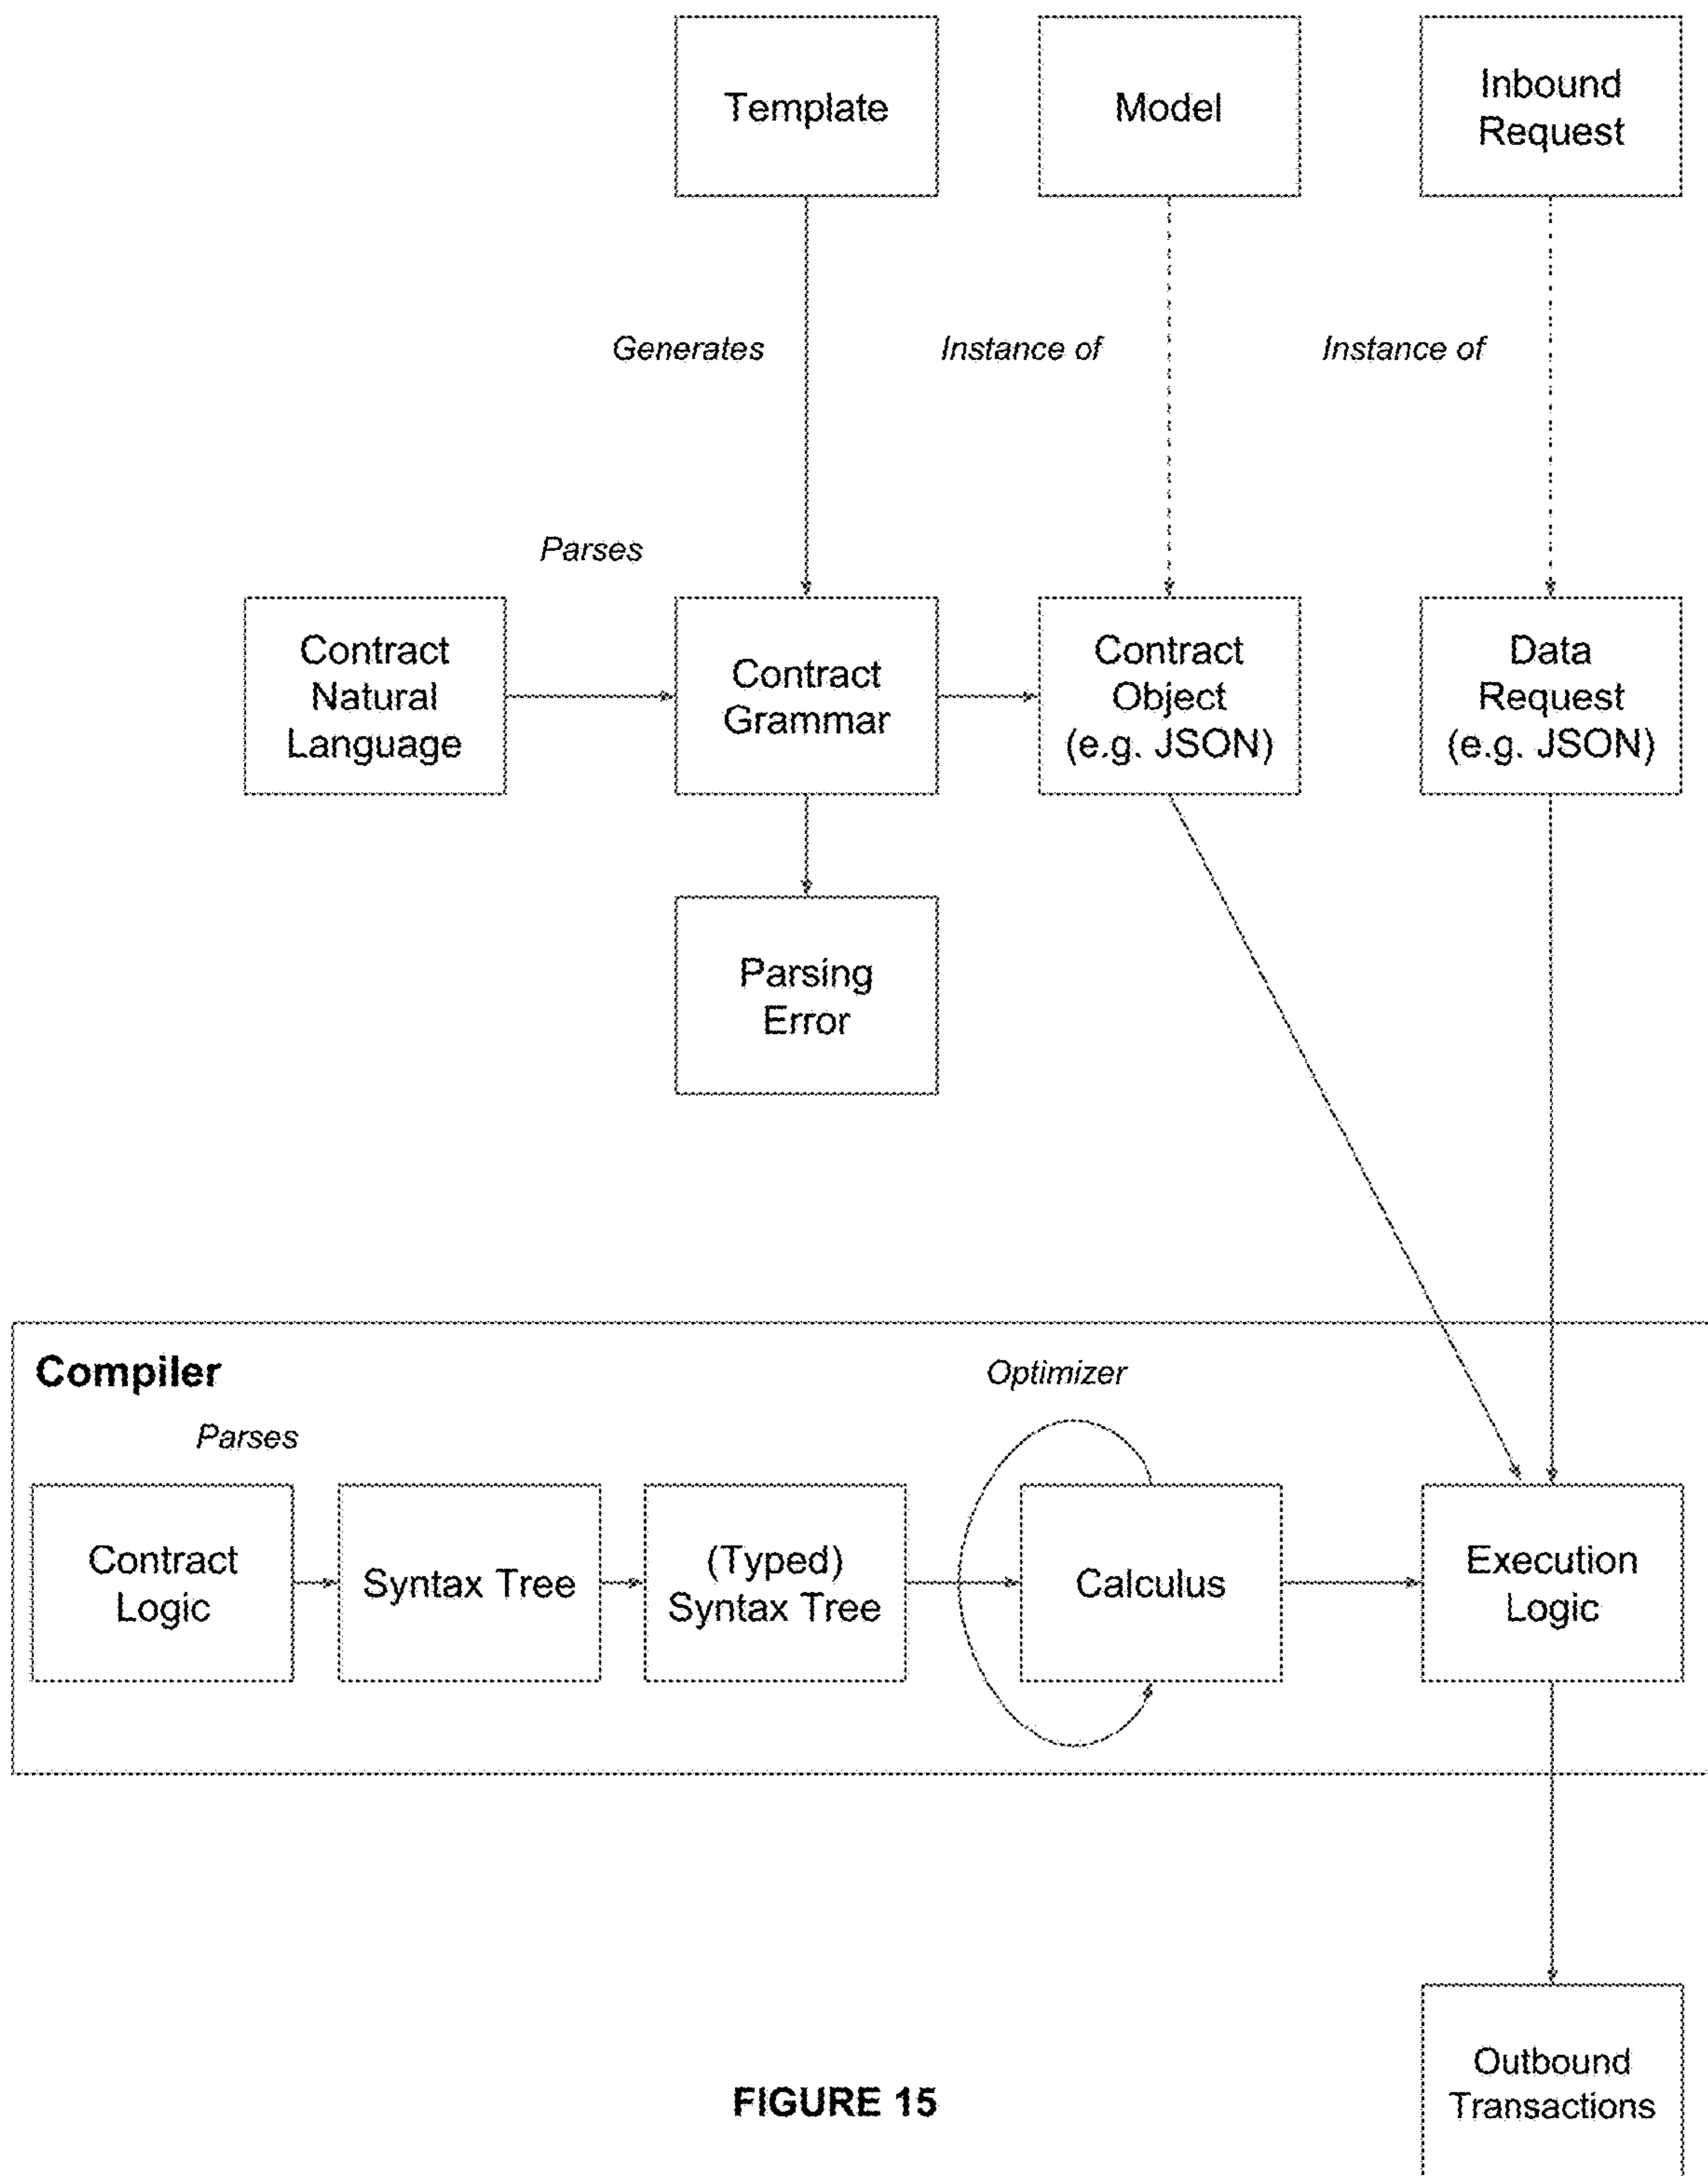 Template
Model
Inbound
Request
Generates
Instance of
Instance of
Parses
Contract
Natural
Language
Contract
Grammar
Contract
Object
(e.g. JSON)
Data
Request
(e.g. JSON)
Parsing
Error
Compiler
Optimizer
Parses
Contract
Logic
Syntax Tree
(Typed)
Syntax Tree
Calculus
Execution
Logic
Outbound
Transactions
FIGURE 15